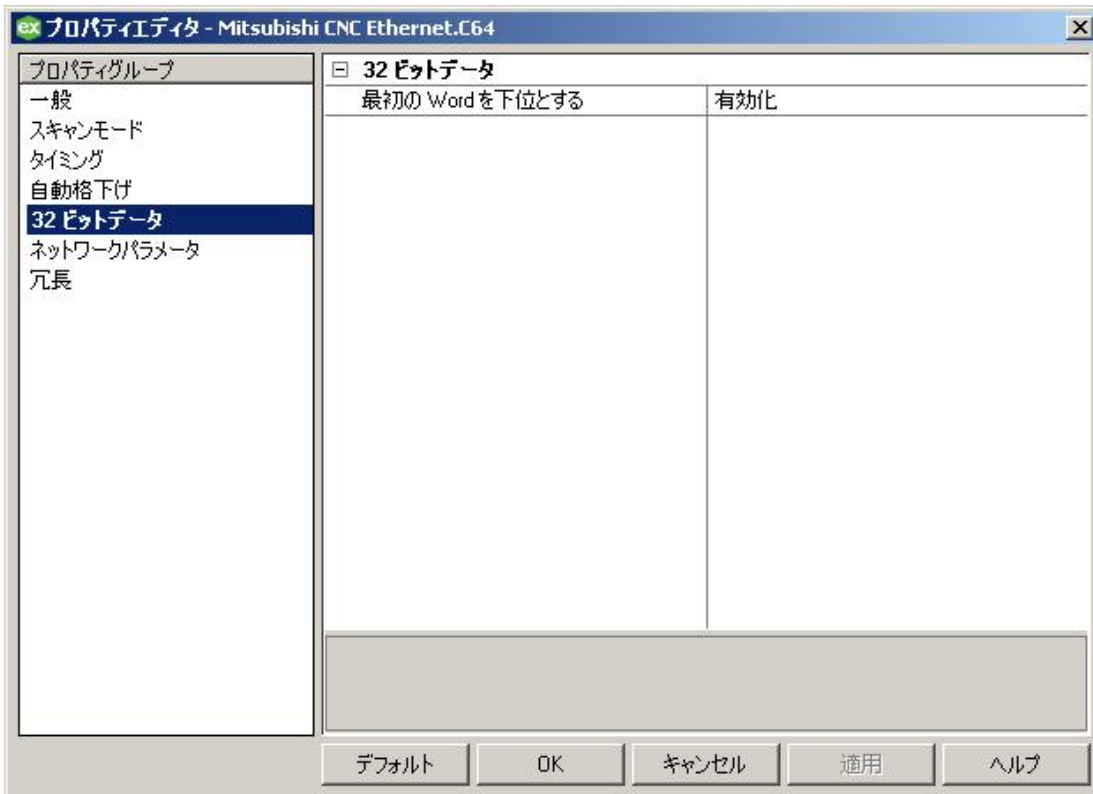 ex プロパティエディタ - Mitsubishi CNC Ethernet.C64
プロパティグループ
一般
スキャンモード
タイミング
自動格下げ
32 ビットデータ
ネットワークパラメータ
冗長
32 ビットデータ
最初の Word を下位とする 有効化
デフォルト OK キャンセル 適用 ヘルプ